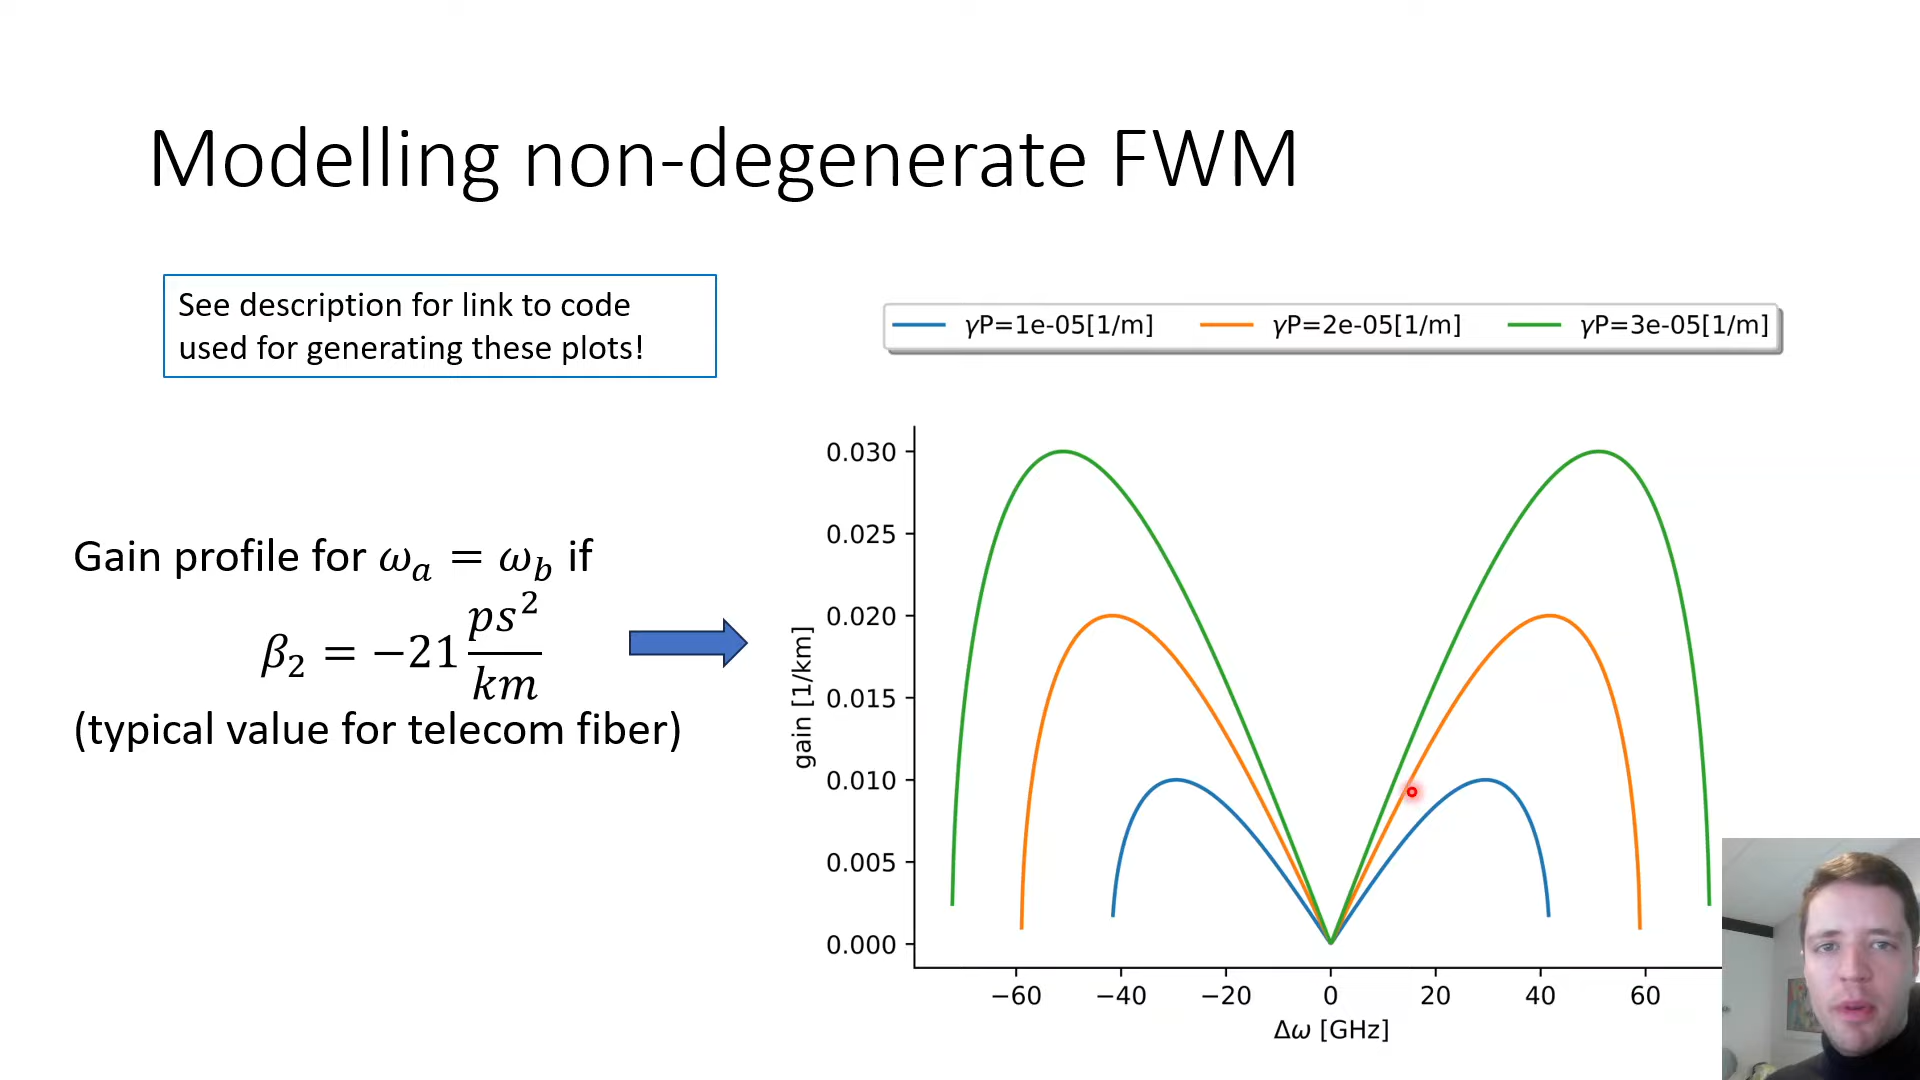 Modelling non-degenerate FWM
See description for link to code
used for generating these plots!
Gain profile for ωₐ = ω_b if
β₂ = −21 ps²/km
(typical value for telecom fiber)
γP=1e-05[1/m] γP=2e-05[1/m] γP=3e-05[1/m]
gain [1/km]
0.030
0.025
0.020
0.015
0.010
0.005
0.000
−60 −40 −20 0 20 40 60
Δω [GHz]